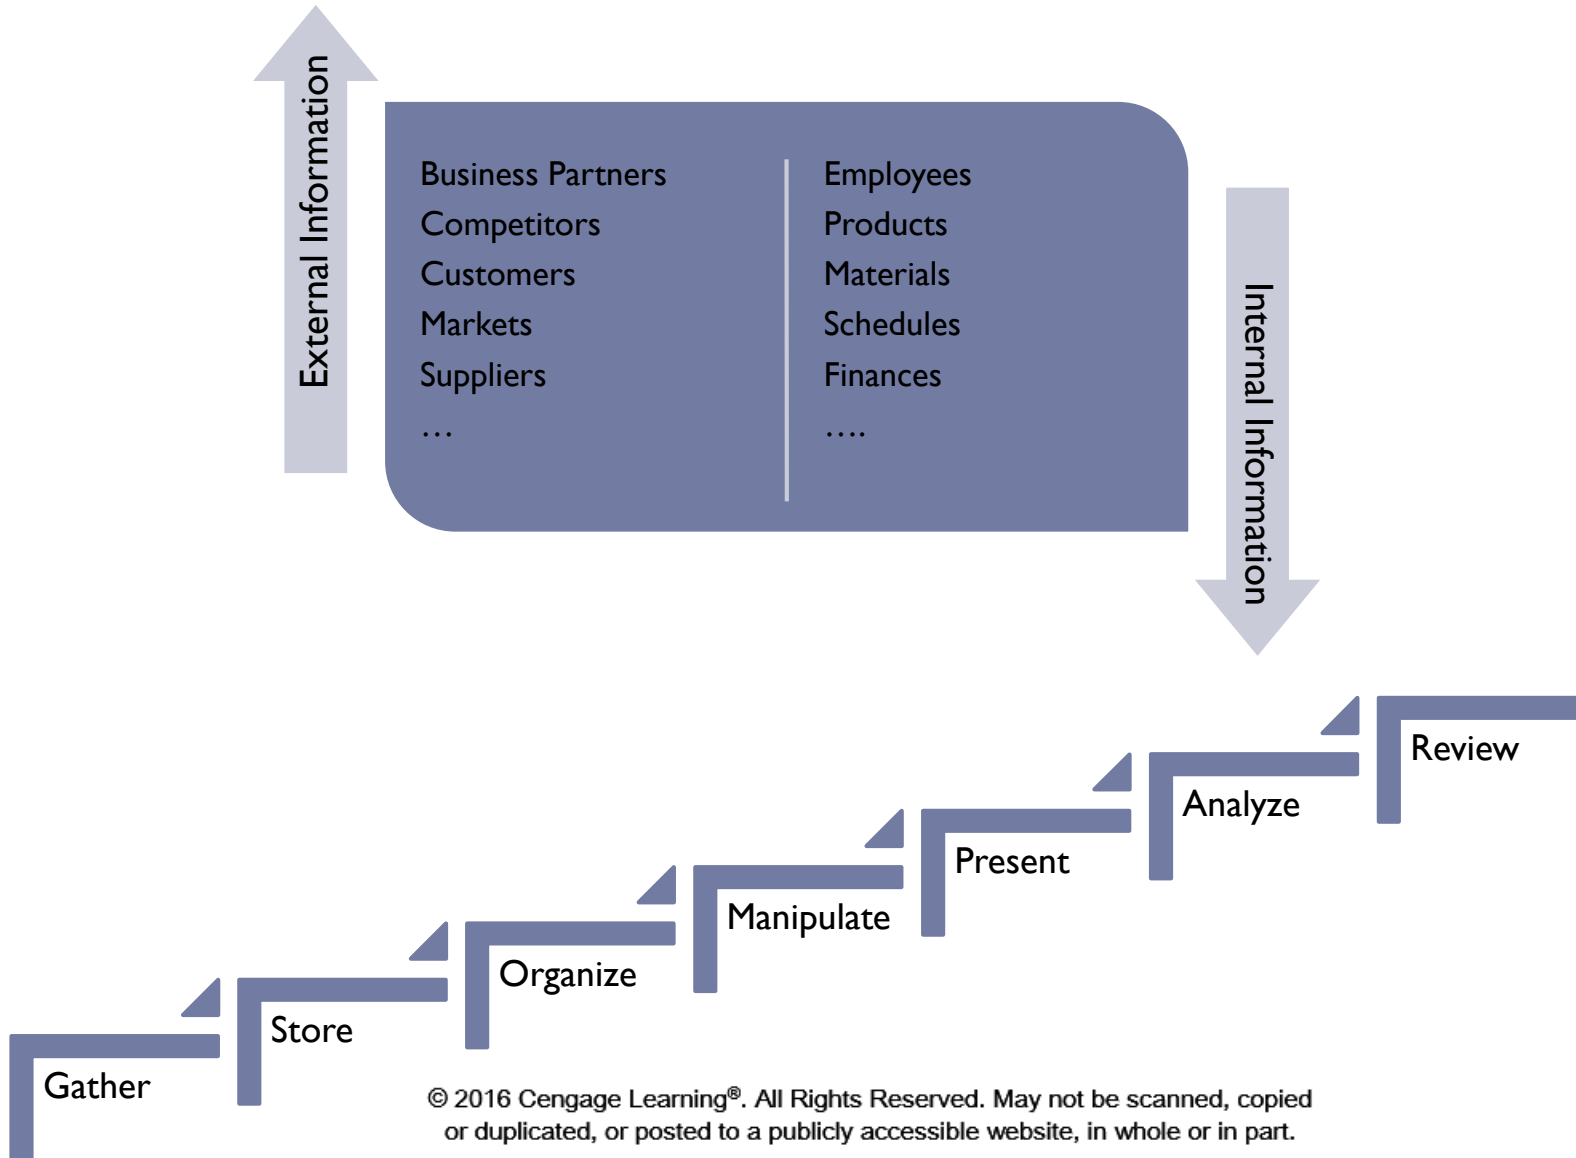 External Information
Business Partners
Competitors
Customers
Markets
Suppliers
…
Employees
Products
Materials
Schedules
Finances
….
Internal Information
Gather
Store
Organize
Manipulate
Present
Analyze
Review
© 2016 Cengage Learning®. All Rights Reserved. May not be scanned, copied
or duplicated, or posted to a publicly accessible website, in whole or in part.